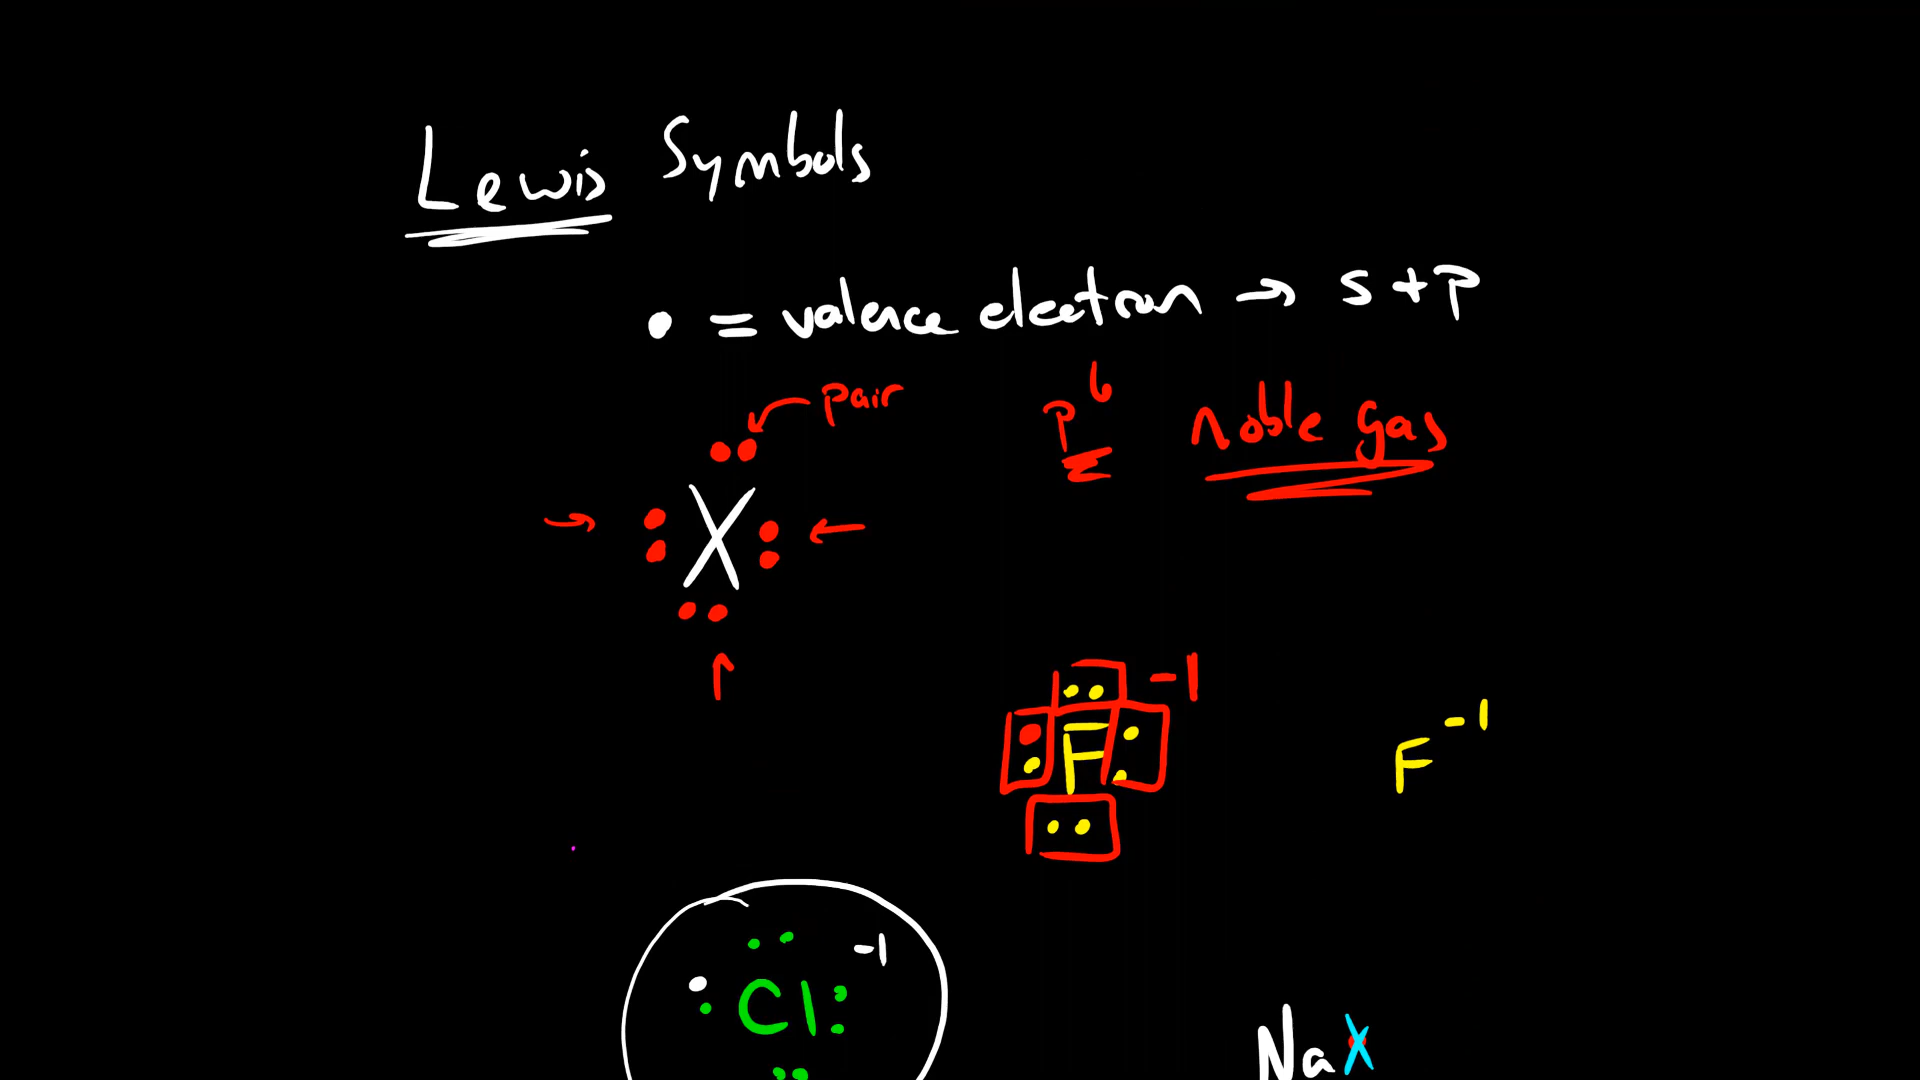 Lewis Symbols
• = valence electron → s + p
pair
p⁶ noble gas
X
F -1
F -1
Cl -1
Na X